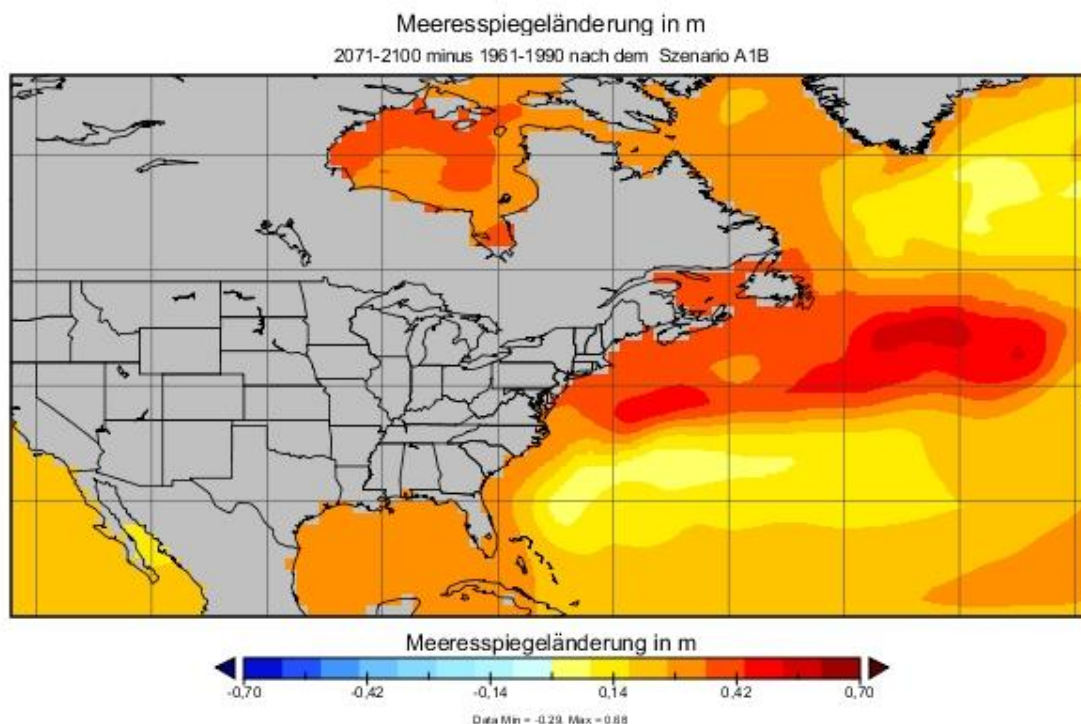 Meeresspiegeländerung in m
2071-2100 minus 1961-1990 nach dem Szenario A1B
Meeresspiegeländerung in m
-0,70 -0,42 -0,14 0,14 0,42 0,70
Data Min = -0.29, Max = 0.68